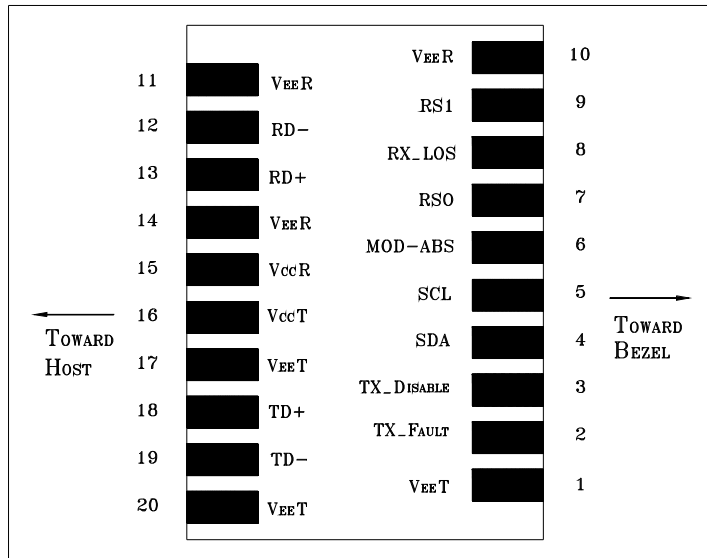 10 VEER
11 VEER
9 RS1
12 RD-
8 RX_LOS
13 RD+
7 RSO
14 VEER
6 MOD-ABS
15 VccR
5 SCL
16 VccT
TOWARD HOST
TOWARD BEZEL
4 SDA
17 VEET
3 TX_DISABLE
18 TD+
2 TX_FAULT
19 TD-
1 VEET
20 VEET